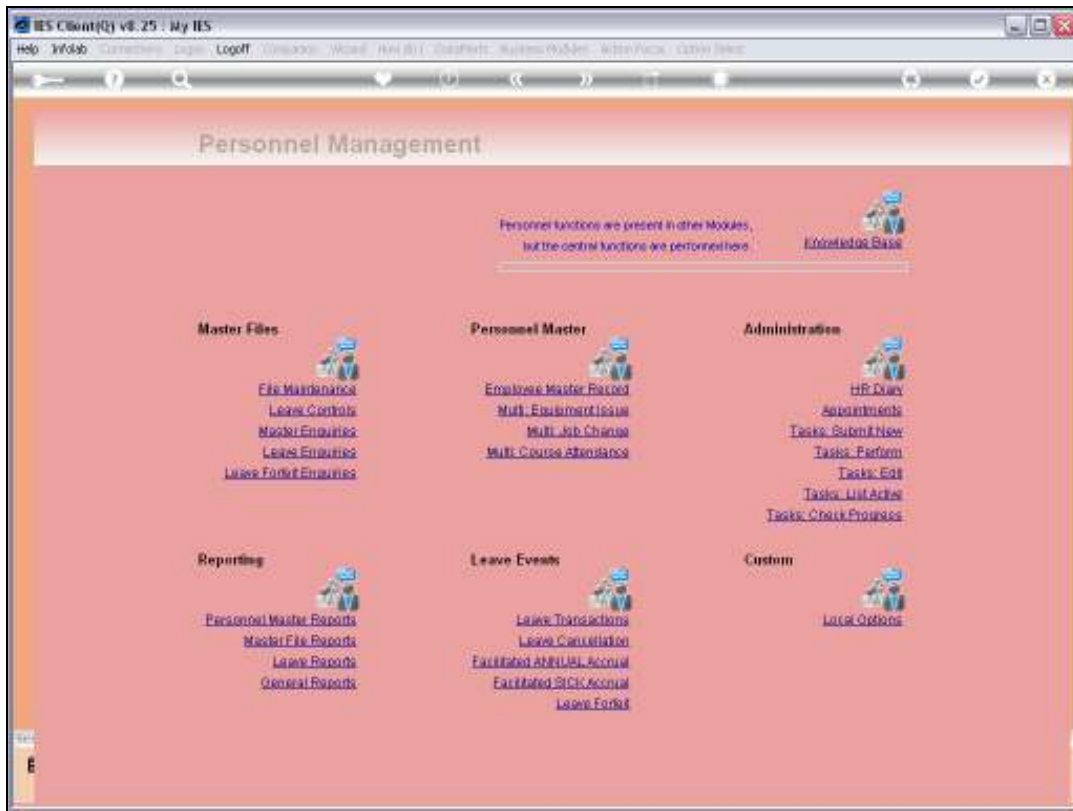 IES Client(Q) v8.25 : My IES
Help Infolab Logoff
Personnel Management
Personnel functions are present in other Modules,
but the central functions are performed here
Knowledge Base
Master Files
File Maintenance
Leave Controls
Master Enquiries
Leave Enquiries
Leave Forfeit Enquiries
Personnel Master
Employee Master Record
Multi: Equipment Issue
Multi: Job Change
Multi: Course Attendance
Administration
HR Diary
Appointments
Tasks: Submit New
Tasks: Perform
Tasks: Edit
Tasks: List Active
Tasks: Check Progress
Reporting
Personnel Master Reports
Master File Reports
Leave Reports
General Reports
Leave Events
Leave Transactions
Leave Cancellation
Facilitated ANNUAL Accrual
Facilitated SICK Accrual
Leave Forfeit
Custom
Local Options